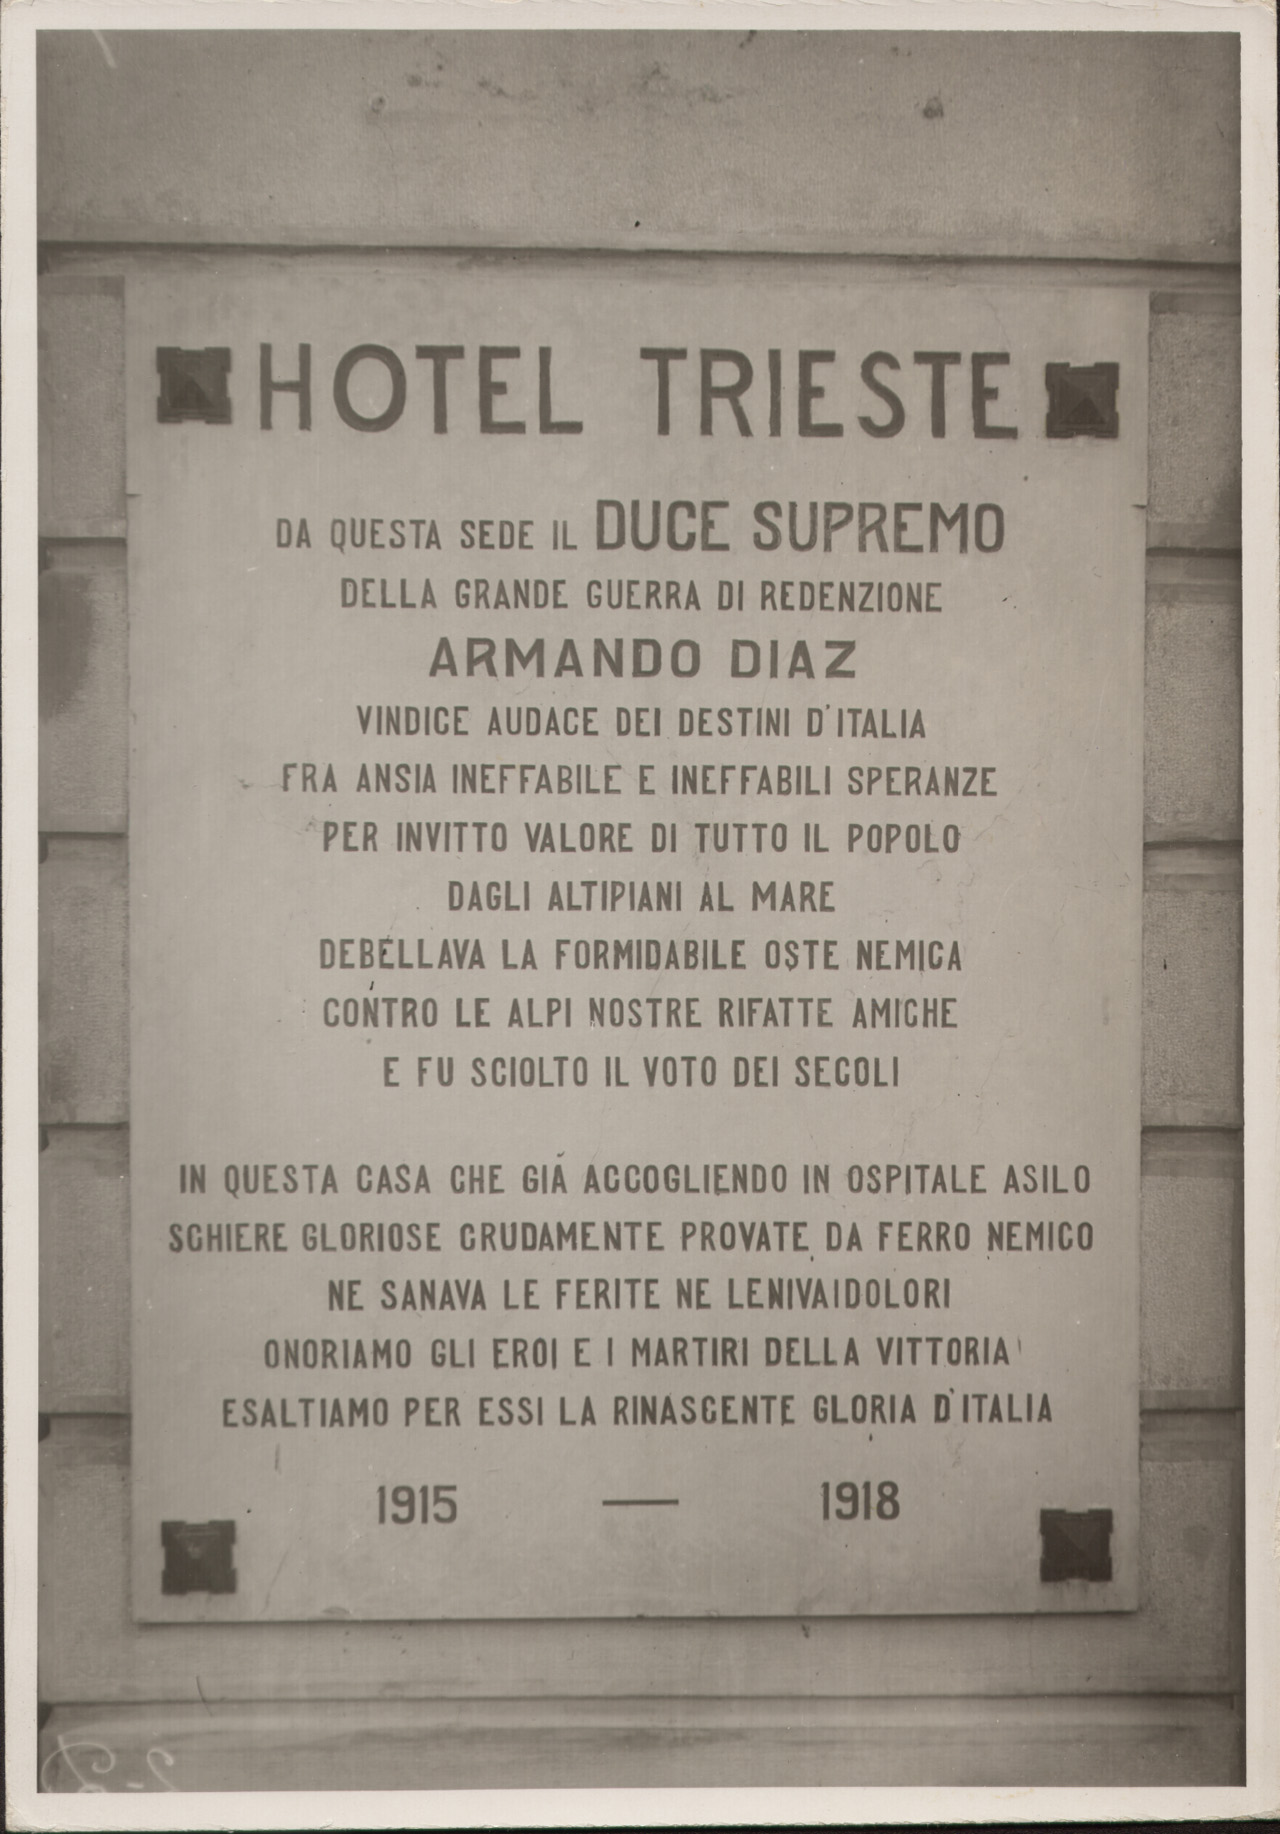 HOTEL TRIESTE
DA QUESTA SEDE IL DUCE SUPREMO
DELLA GRANDE GUERRA DI REDENZIONE
ARMANDO DIAZ
VINDICE AUDACE DEI DESTINI D'ITALIA
FRA ANSIA INEFFABILE E INEFFABILI SPERANZE
PER INVITTO VALORE DI TUTTO IL POPOLO
DAGLI ALTIPIANI AL MARE
DEBELLAVA LA FORMIDABILE OSTE NEMICA
CONTRO LE ALPI NOSTRE RIFATTE AMICHE
E FU SCIOLTO IL VOTO DEI SECOLI
IN QUESTA CASA CHE GIÀ ACCOGLIENDO IN OSPITALE ASILO
SCHIERE GLORIOSE CRUDAMENTE PROVATE DA FERRO NEMICO
NE SANAVA LE FERITE NE LENIVA I DOLORI
ONORIAMO GLI EROI E I MARTIRI DELLA VITTORIA
ESALTIAMO PER ESSI LA RINASCENTE GLORIA D'ITALIA
1915 — 1918